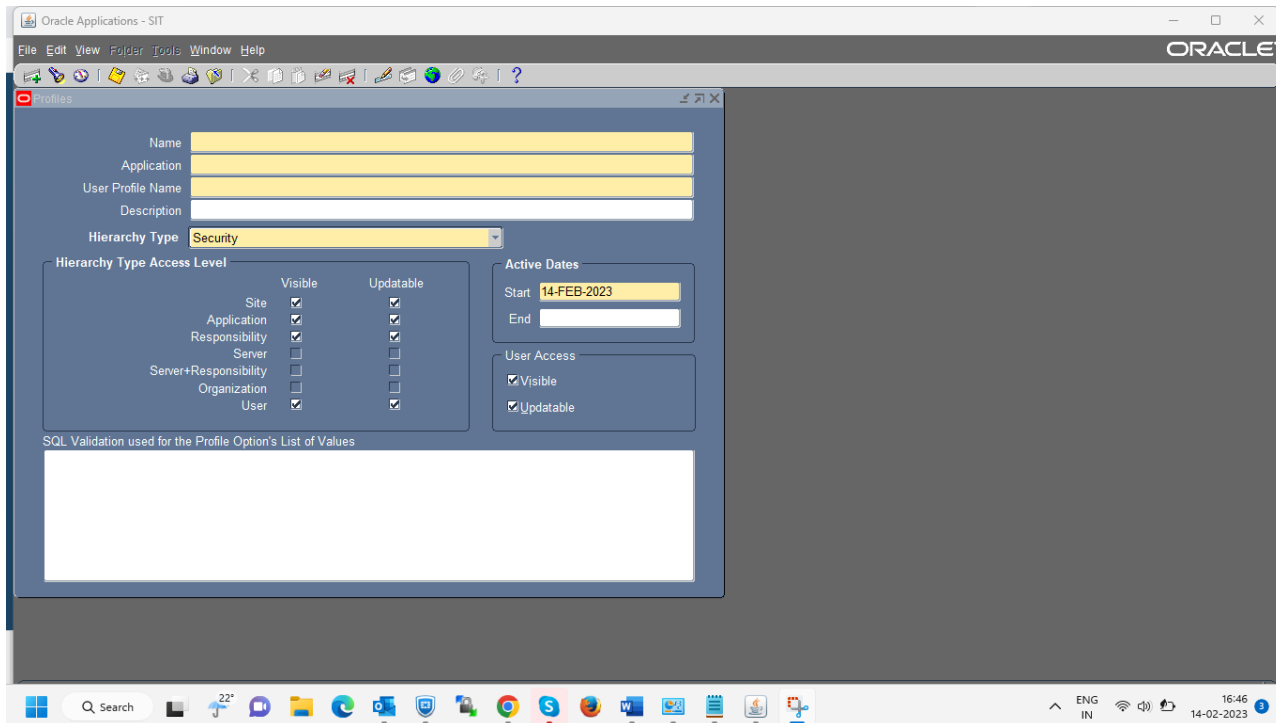 Oracle Applications - SIT
File Edit View Folder Tools Window Help
ORACLE
Profiles
Name
Application
User Profile Name
Description
Hierarchy Type Security
Hierarchy Type Access Level
Visible Updatable
Site
Application
Responsibility
Server
Server+Responsibility
Organization
User
Active Dates
Start 14-FEB-2023
End
User Access
Visible
Updatable
SQL Validation used for the Profile Option's List of Values
Search
22°
ENG
IN
16:46
14-02-2023
3